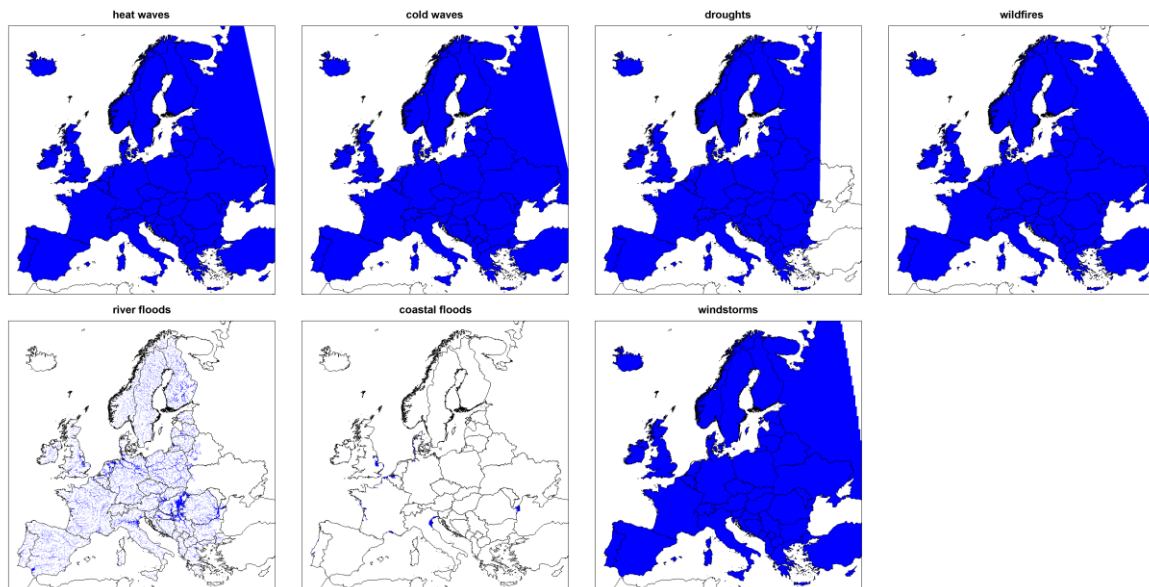 heat waves
cold waves
droughts
wildfires
river floods
coastal floods
windstorms